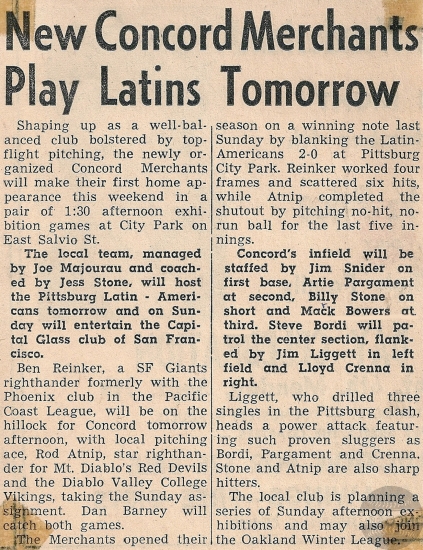 New Concord Merchants
Play Latins Tomorrow
Shaping up as a well-bal-
anced club bolstered by top-
flight pitching, the newly or-
ganized Concord Merchants
will make their first home ap-
pearance this weekend in a
pair of 1:30 afternoon exhi-
bition games at City Park on
East Salvio St.
The local team, managed
by Joe Majourau and coach-
ed by Jess Stone, will host
the Pittsburg Latin - Ameri-
cans tomorrow and on Sun-
day will entertain the Capi-
tal Glass club of San Fran-
cisco.
Ben Reinker, a SF Giants
righthander formerly with the
Phoenix club in the Pacific
Coast League, will be on the
hillock for Concord tomorrow
afternoon, with local pitching
ace, Rod Atnip, star righthan-
der for Mt. Diablo's Red Devils
and the Diablo Valley College
Vikings, taking the Sunday as-
signment. Dan Barney will
catch both games.
The Merchants opened their
season on a winning note last
Sunday by blanking the Latin-
Americans 2-0 at Pittsburg
City Park. Reinker worked four
frames and scattered six hits,
while Atnip completed the
shutout by pitching no-hit, no-
run ball for the last five in-
nings.
Concord's infield will be
staffed by Jim Snider on
first base, Artie Pargament
at second, Billy Stone on
short and Mack Bowers at
third. Steve Bordi will pa-
trol the center section, flank-
ed by Jim Liggett in left
field and Lloyd Crenna in
right.
Liggett, who drilled three
singles in the Pittsburg clash,
heads a power attack featur-
ing such proven sluggers as
Bordi, Pargament and Crenna.
Stone and Atnip are also sharp
hitters.
The local club is planning a
series of Sunday afternoon ex-
hibitions and may also join
the Oakland Winter League.